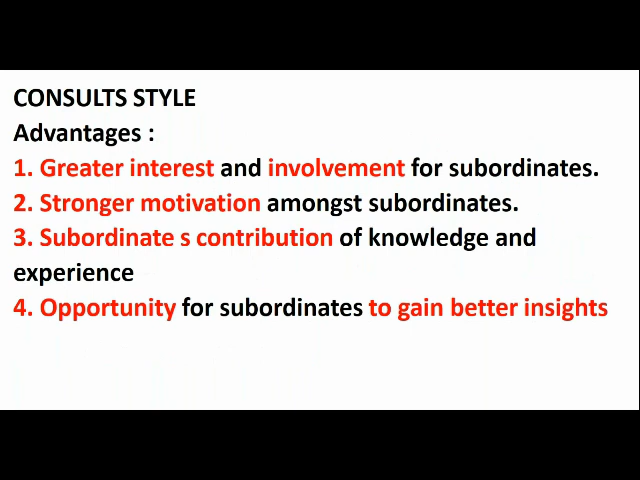 CONSULTS STYLE
Advantages :
1. Greater interest and involvement for subordinates.
2. Stronger motivation amongst subordinates.
3. Subordinate s contribution of knowledge and
experience
4. Opportunity for subordinates to gain better insights